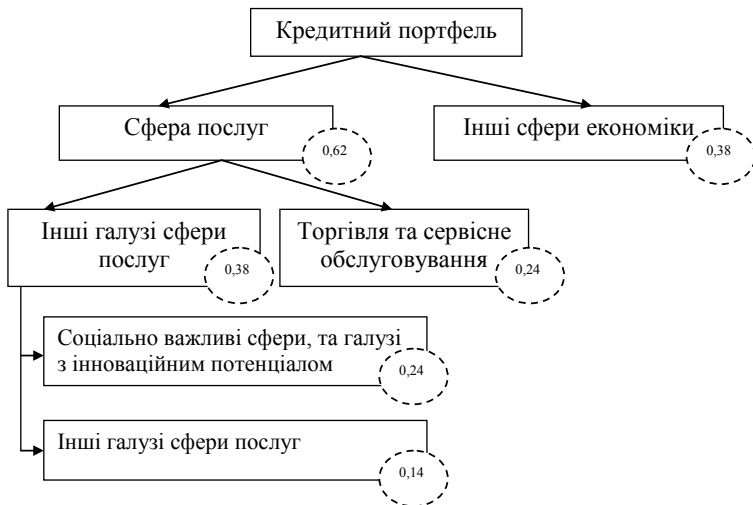 Кредитний портфель
Сфера послуг
0,62
Інші сфери економіки
0,38
Інші галузі сфери
послуг
0,38
Торгівля та сервісне
обслуговування
0,24
Соціально важливі сфери, та галузі
з інноваційним потенціалом
0,24
Інші галузі сфери послуг
0,14